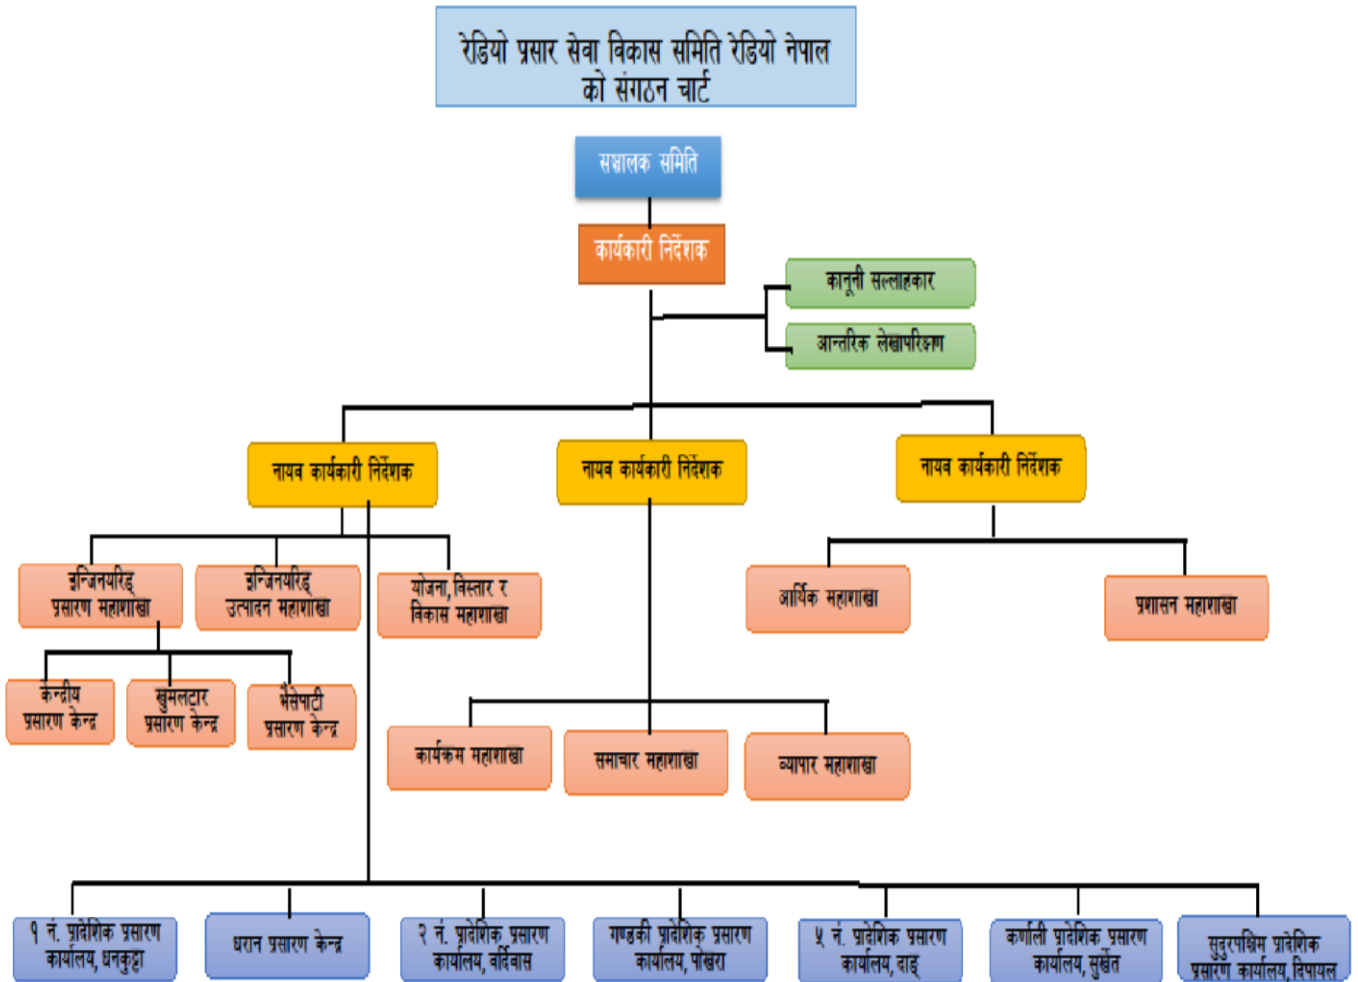 रेडियो प्रसार सेवा विकास समिति रेडियो नेपाल
को संगठन चार्ट
सञ्चालक समिति
कार्यकारी निर्देशक
कानूनी सल्लाहकार
आन्तरिक लेखापरिक्षण
नायव कार्यकारी निर्देशक
नायव कार्यकारी निर्देशक
नायव कार्यकारी निर्देशक
इन्जिनयरिङ्
प्रसारण महाशाखा
इन्जिनयरिङ्
उत्पादन महाशाखा
योजना, विस्तार र
विकास महाशाखा
आर्थिक महाशाखा
प्रशासन महाशाखा
केन्द्रीय
प्रसारण केन्द्र
खुमलटार
प्रसारण केन्द्र
भैसेपाटी
प्रसारण केन्द्र
कार्यक्रम महाशाखा
समाचार महाशाखा
व्यापार महाशाखा
१ नं. प्रादेशिक प्रसारण
कार्यालय, धनकुट्टा
धरान प्रसारण केन्द्र
२ नं. प्रादेशिक प्रसारण
कार्यालय, वर्दिवास
गण्डकी प्रादेशिक प्रसारण
कार्यालय, पोखरा
५ नं. प्रादेशिक प्रसारण
कार्यालय, दाङ्
कर्णाली प्रादेशिक प्रसारण
कार्यालय, सुर्खेत
सुदुरपश्चिम प्रादेशिक
प्रसारण कार्यालय, दिपायल